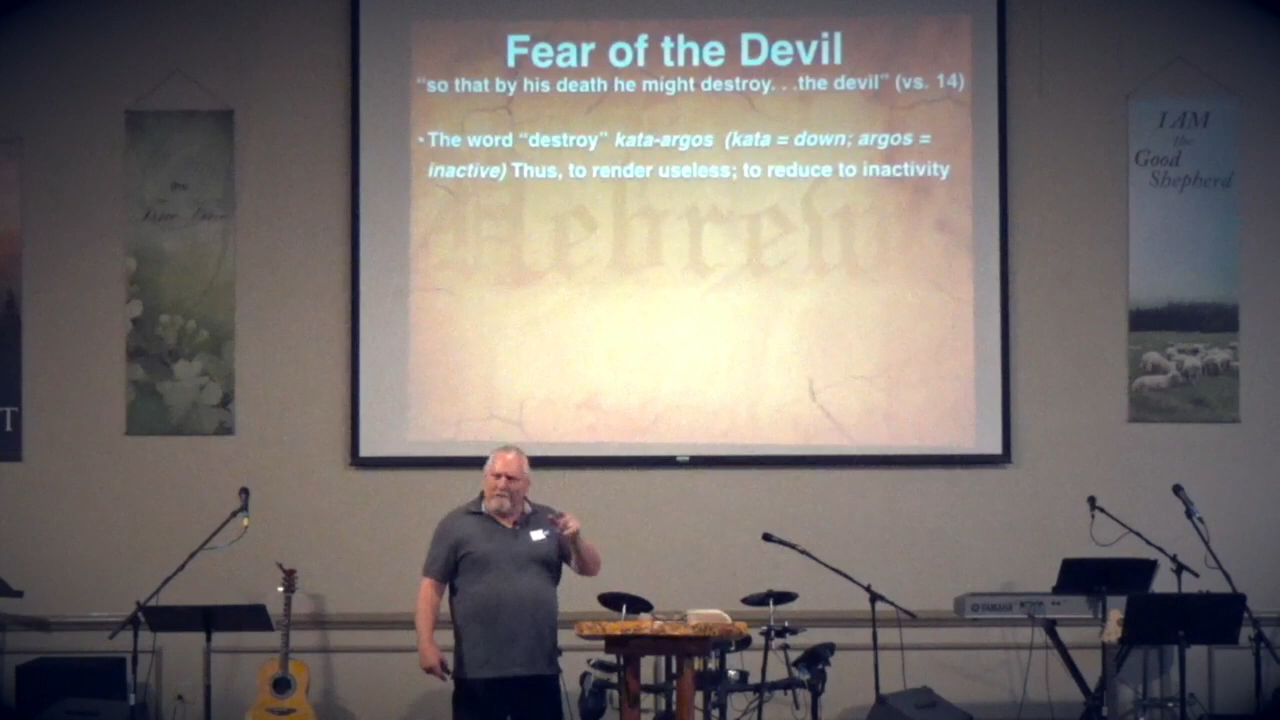 Fear of the Devil
“so that by his death he might destroy. . .the devil” (vs. 14)
• The word “destroy” kata-argos (kata = down; argos =
inactive) Thus, to render useless; to reduce to inactivity
Hebrew
I AM
the
Good
Shepherd
the
T
YAMAHA